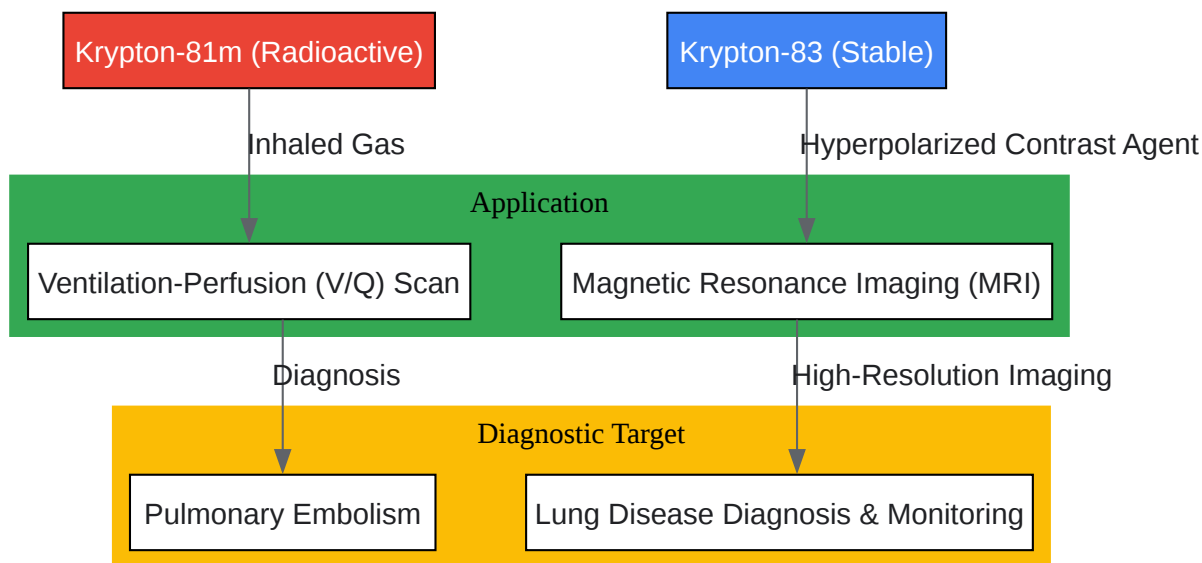 Krypton-81m (Radioactive)
Krypton-83 (Stable)
Inhaled Gas
Hyperpolarized Contrast Agent
Application
Ventilation-Perfusion (V/Q) Scan
Magnetic Resonance Imaging (MRI)
Diagnosis
High-Resolution Imaging
Diagnostic Target
Pulmonary Embolism
Lung Disease Diagnosis & Monitoring